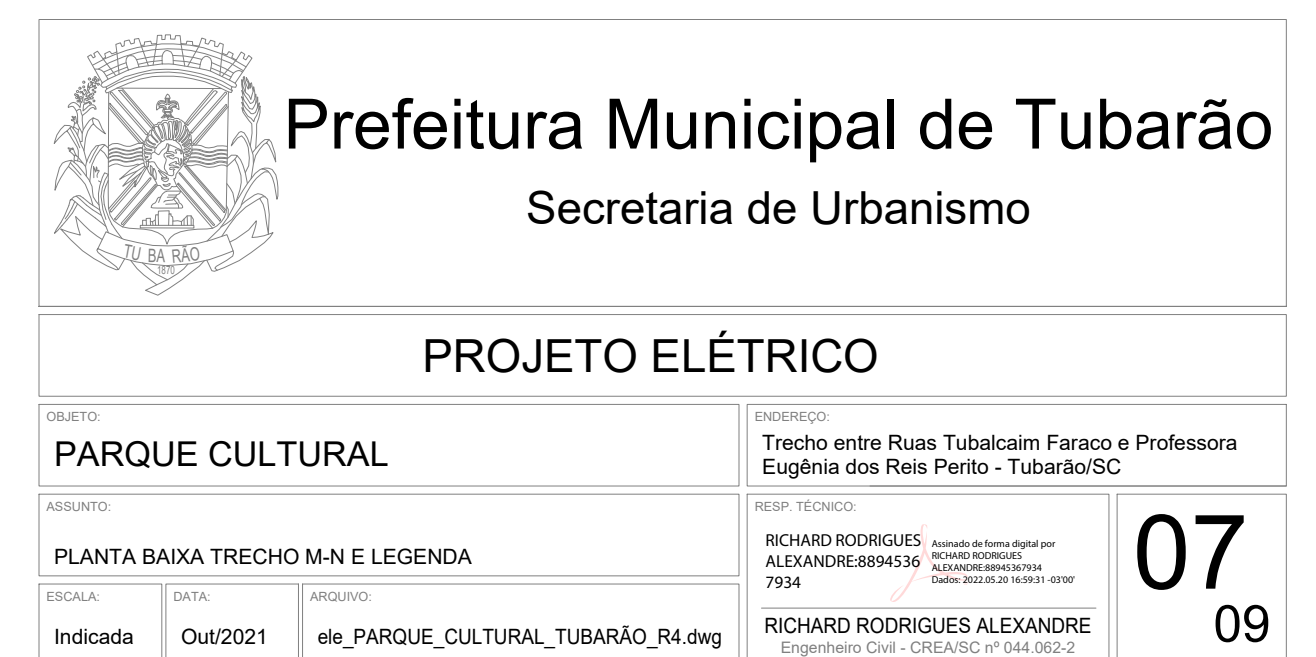 TU BA RÃO
1870
Prefeitura Municipal de Tubarão
Secretaria de Urbanismo
PROJETO ELÉTRICO
OBJETO:
PARQUE CULTURAL
ENDEREÇO:
Trecho entre Ruas Tubalcaim Faraco e Professora
Eugênia dos Reis Perito - Tubarão/SC
ASSUNTO:
PLANTA BAIXA TRECHO M-N E LEGENDA
RESP. TÉCNICO:
RICHARD RODRIGUES
ALEXANDRE:8894536
7934
Assinado de forma digital por
RICHARD RODRIGUES
ALEXANDRE:88945367934
Dados: 2022.05.20 16:59:31 -03'00'
RICHARD RODRIGUES ALEXANDRE
Engenheiro Civil - CREA/SC nº 044.062-2
07
09
ESCALA:
Indicada
DATA:
Out/2021
ARQUIVO:
ele_PARQUE_CULTURAL_TUBARÃO_R4.dwg